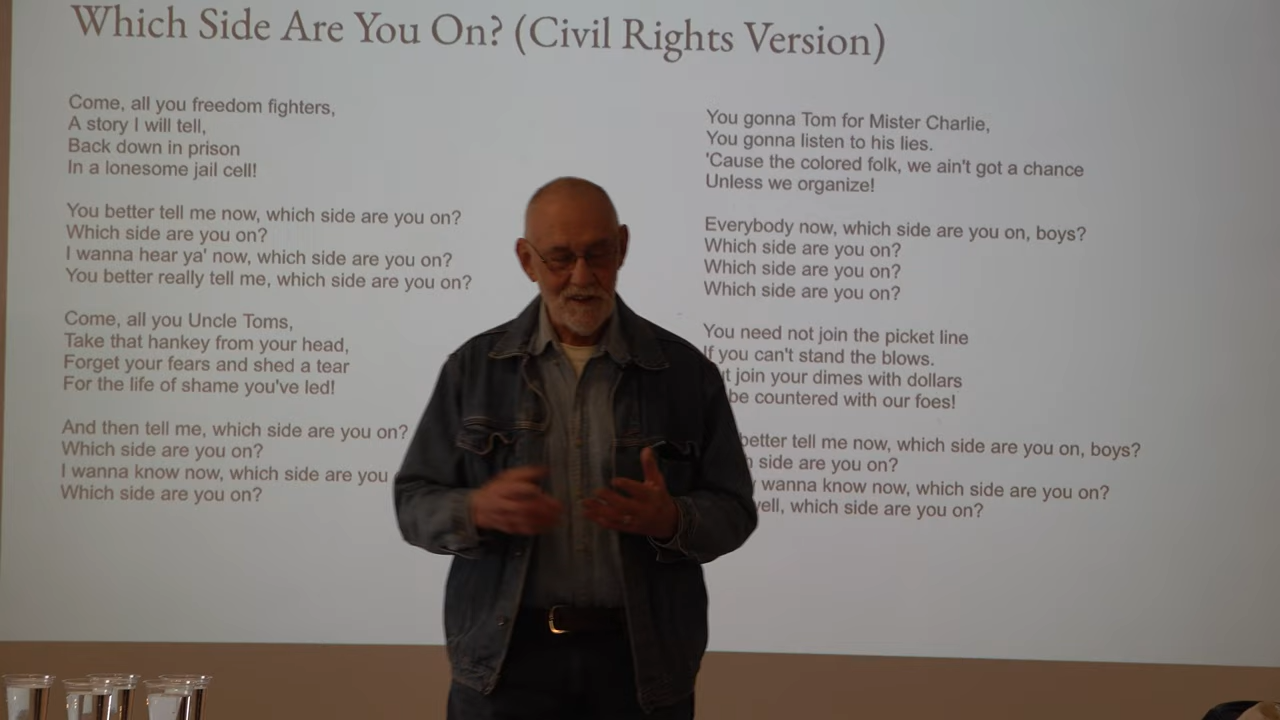 Which Side Are You On? (Civil Rights Version)
Come, all you freedom fighters,
A story I will tell,
Back down in prison
In a lonesome jail cell!
You better tell me now, which side are you on?
Which side are you on?
I wanna hear ya' now, which side are you on?
You better really tell me, which side are you on?
Come, all you Uncle Toms,
Take that hankey from your head,
Forget your fears and shed a tear
For the life of shame you've led!
And then tell me, which side are you on?
Which side are you on?
I wanna know now, which side are you
Which side are you on?
You gonna Tom for Mister Charlie,
You gonna listen to his lies.
'Cause the colored folk, we ain't got a chance
Unless we organize!
Everybody now, which side are you on, boys?
Which side are you on?
Which side are you on?
Which side are you on?
You need not join the picket line
If you can't stand the blows.
join your dimes with dollars
be countered with our foes!
better tell me now, which side are you on, boys?
side are you on?
wanna know now, which side are you on?
which side are you on?